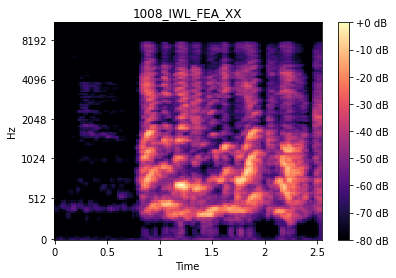 1008_IWL_FEA_XX
+0 dB
8192
-10 dB
4096
-20 dB
-30 dB
2048
Hz
-40 dB
1024
-50 dB
512
-60 dB
-70 dB
0
-80 dB
0 0.5 1 1.5 2 2.5
Time